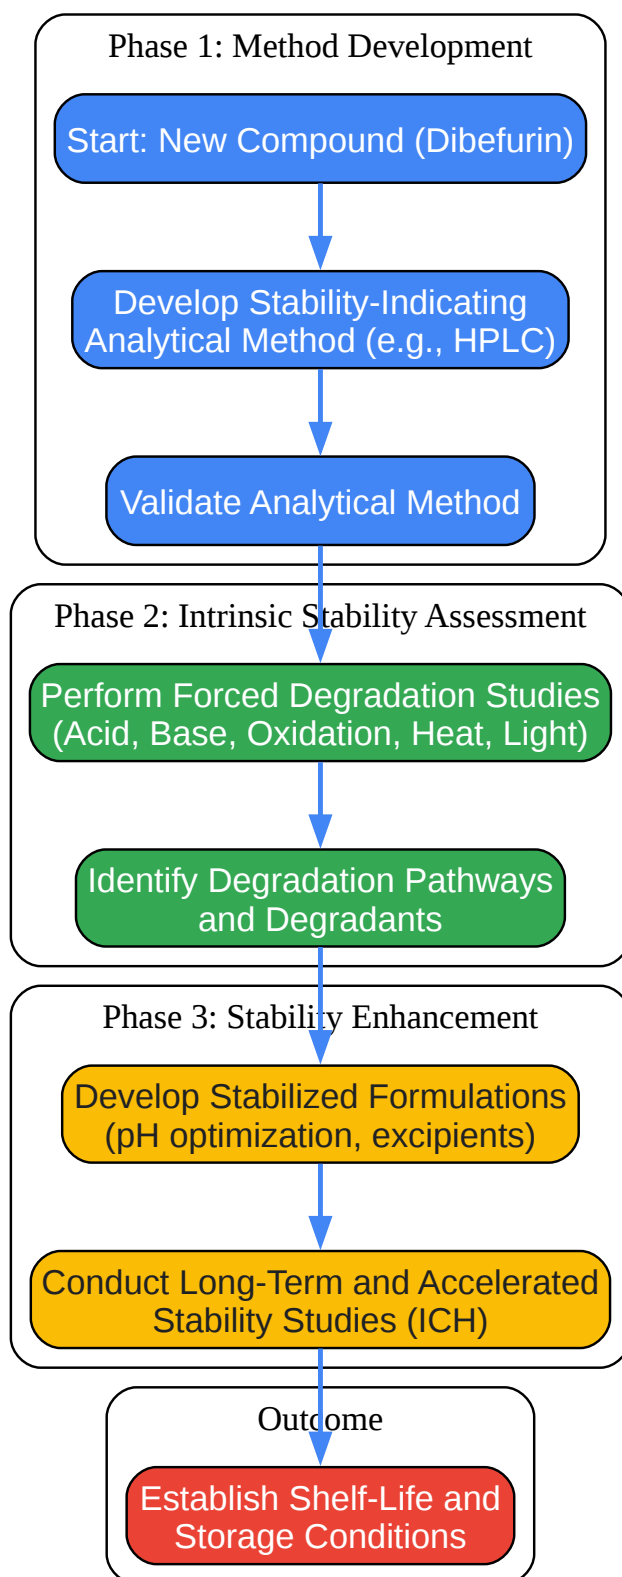 Phase 1: Method Development
Start: New Compound (Dibefurin)
Develop Stability-Indicating
Analytical Method (e.g., HPLC)
Validate Analytical Method
Phase 2: Intrinsic Stability Assessment
Perform Forced Degradation Studies
(Acid, Base, Oxidation, Heat, Light)
Identify Degradation Pathways
and Degradants
Phase 3: Stability Enhancement
Develop Stabilized Formulations
(pH optimization, excipients)
Conduct Long-Term and Accelerated
Stability Studies (ICH)
Outcome
Establish Shelf-Life and
Storage Conditions